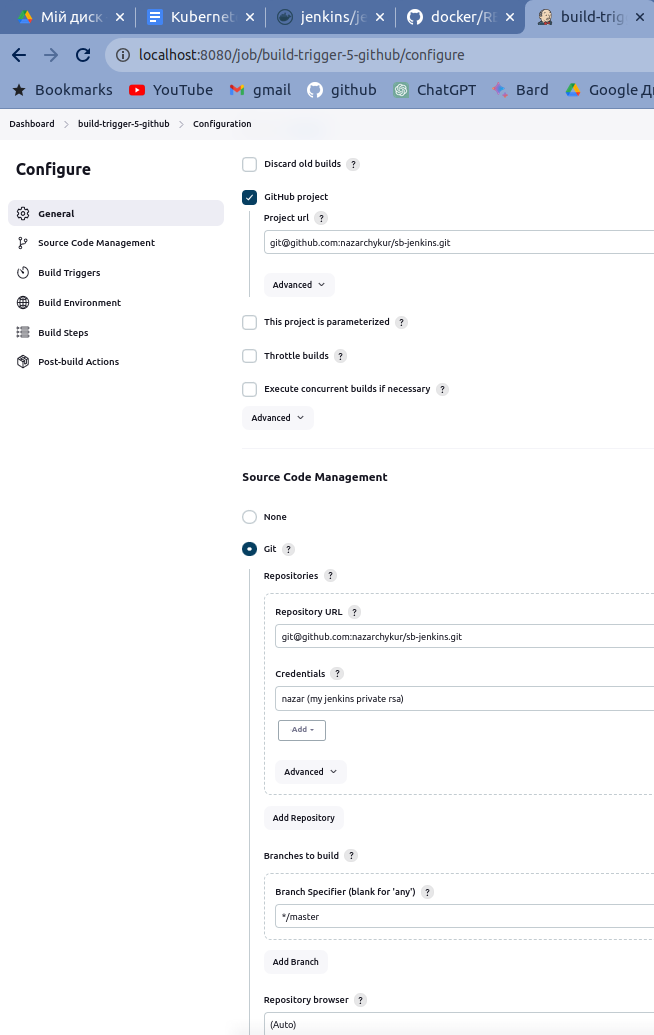 Мій диск
Kubernet
jenkins/je
docker/RE
build-trig
localhost:8080/job/build-trigger-5-github/configure
Bookmarks YouTube gmail github ChatGPT Bard Google Д
Dashboard build-trigger-5-github Configuration
Configure
General
Source Code Management
Build Triggers
Build Environment
Build Steps
Post-build Actions
Discard old builds ?
GitHub project
Project url ?
git@github.com:nazarchykur/sb-jenkins.git
Advanced
This project is parameterized ?
Throttle builds ?
Execute concurrent builds if necessary ?
Advanced
Source Code Management
None
Git ?
Repositories ?
Repository URL ?
git@github.com:nazarchykur/sb-jenkins.git
Credentials ?
nazar (my jenkins private rsa)
Add
Advanced
Add Repository
Branches to build ?
Branch Specifier (blank for 'any') ?
*/master
Add Branch
Repository browser ?
(Auto)